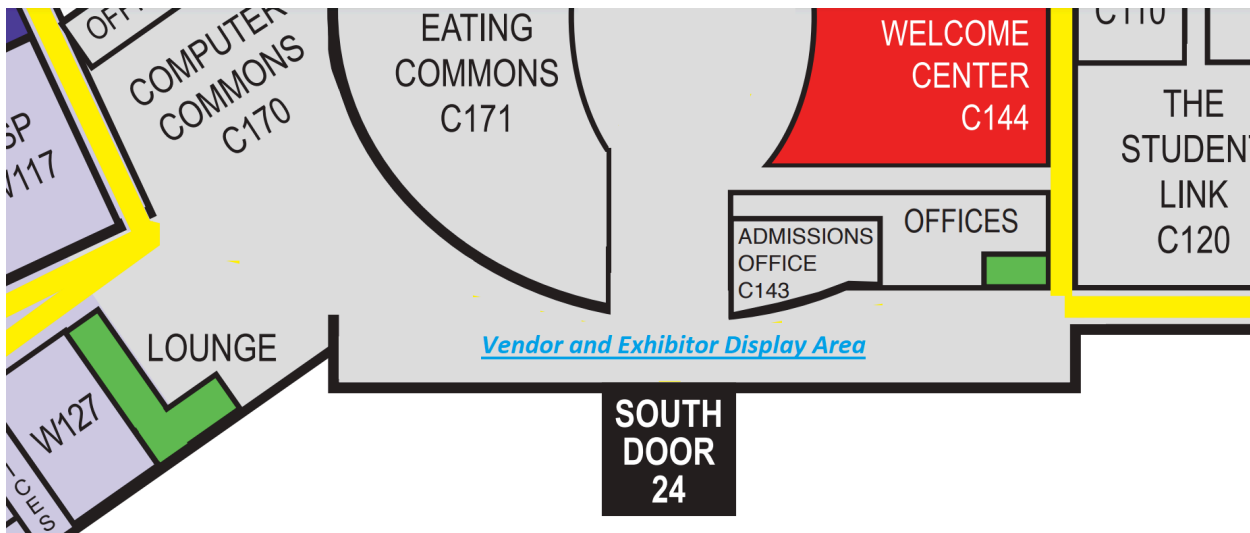 COMPUTER
COMMONS
C170
EATING
COMMONS
C171
WELCOME
CENTER
C144
C110
THE
STUDENT
LINK
C120
ADMISSIONS
OFFICE
C143
OFFICES
LOUNGE
Vendor and Exhibitor Display Area
W127
SOUTH
DOOR
24